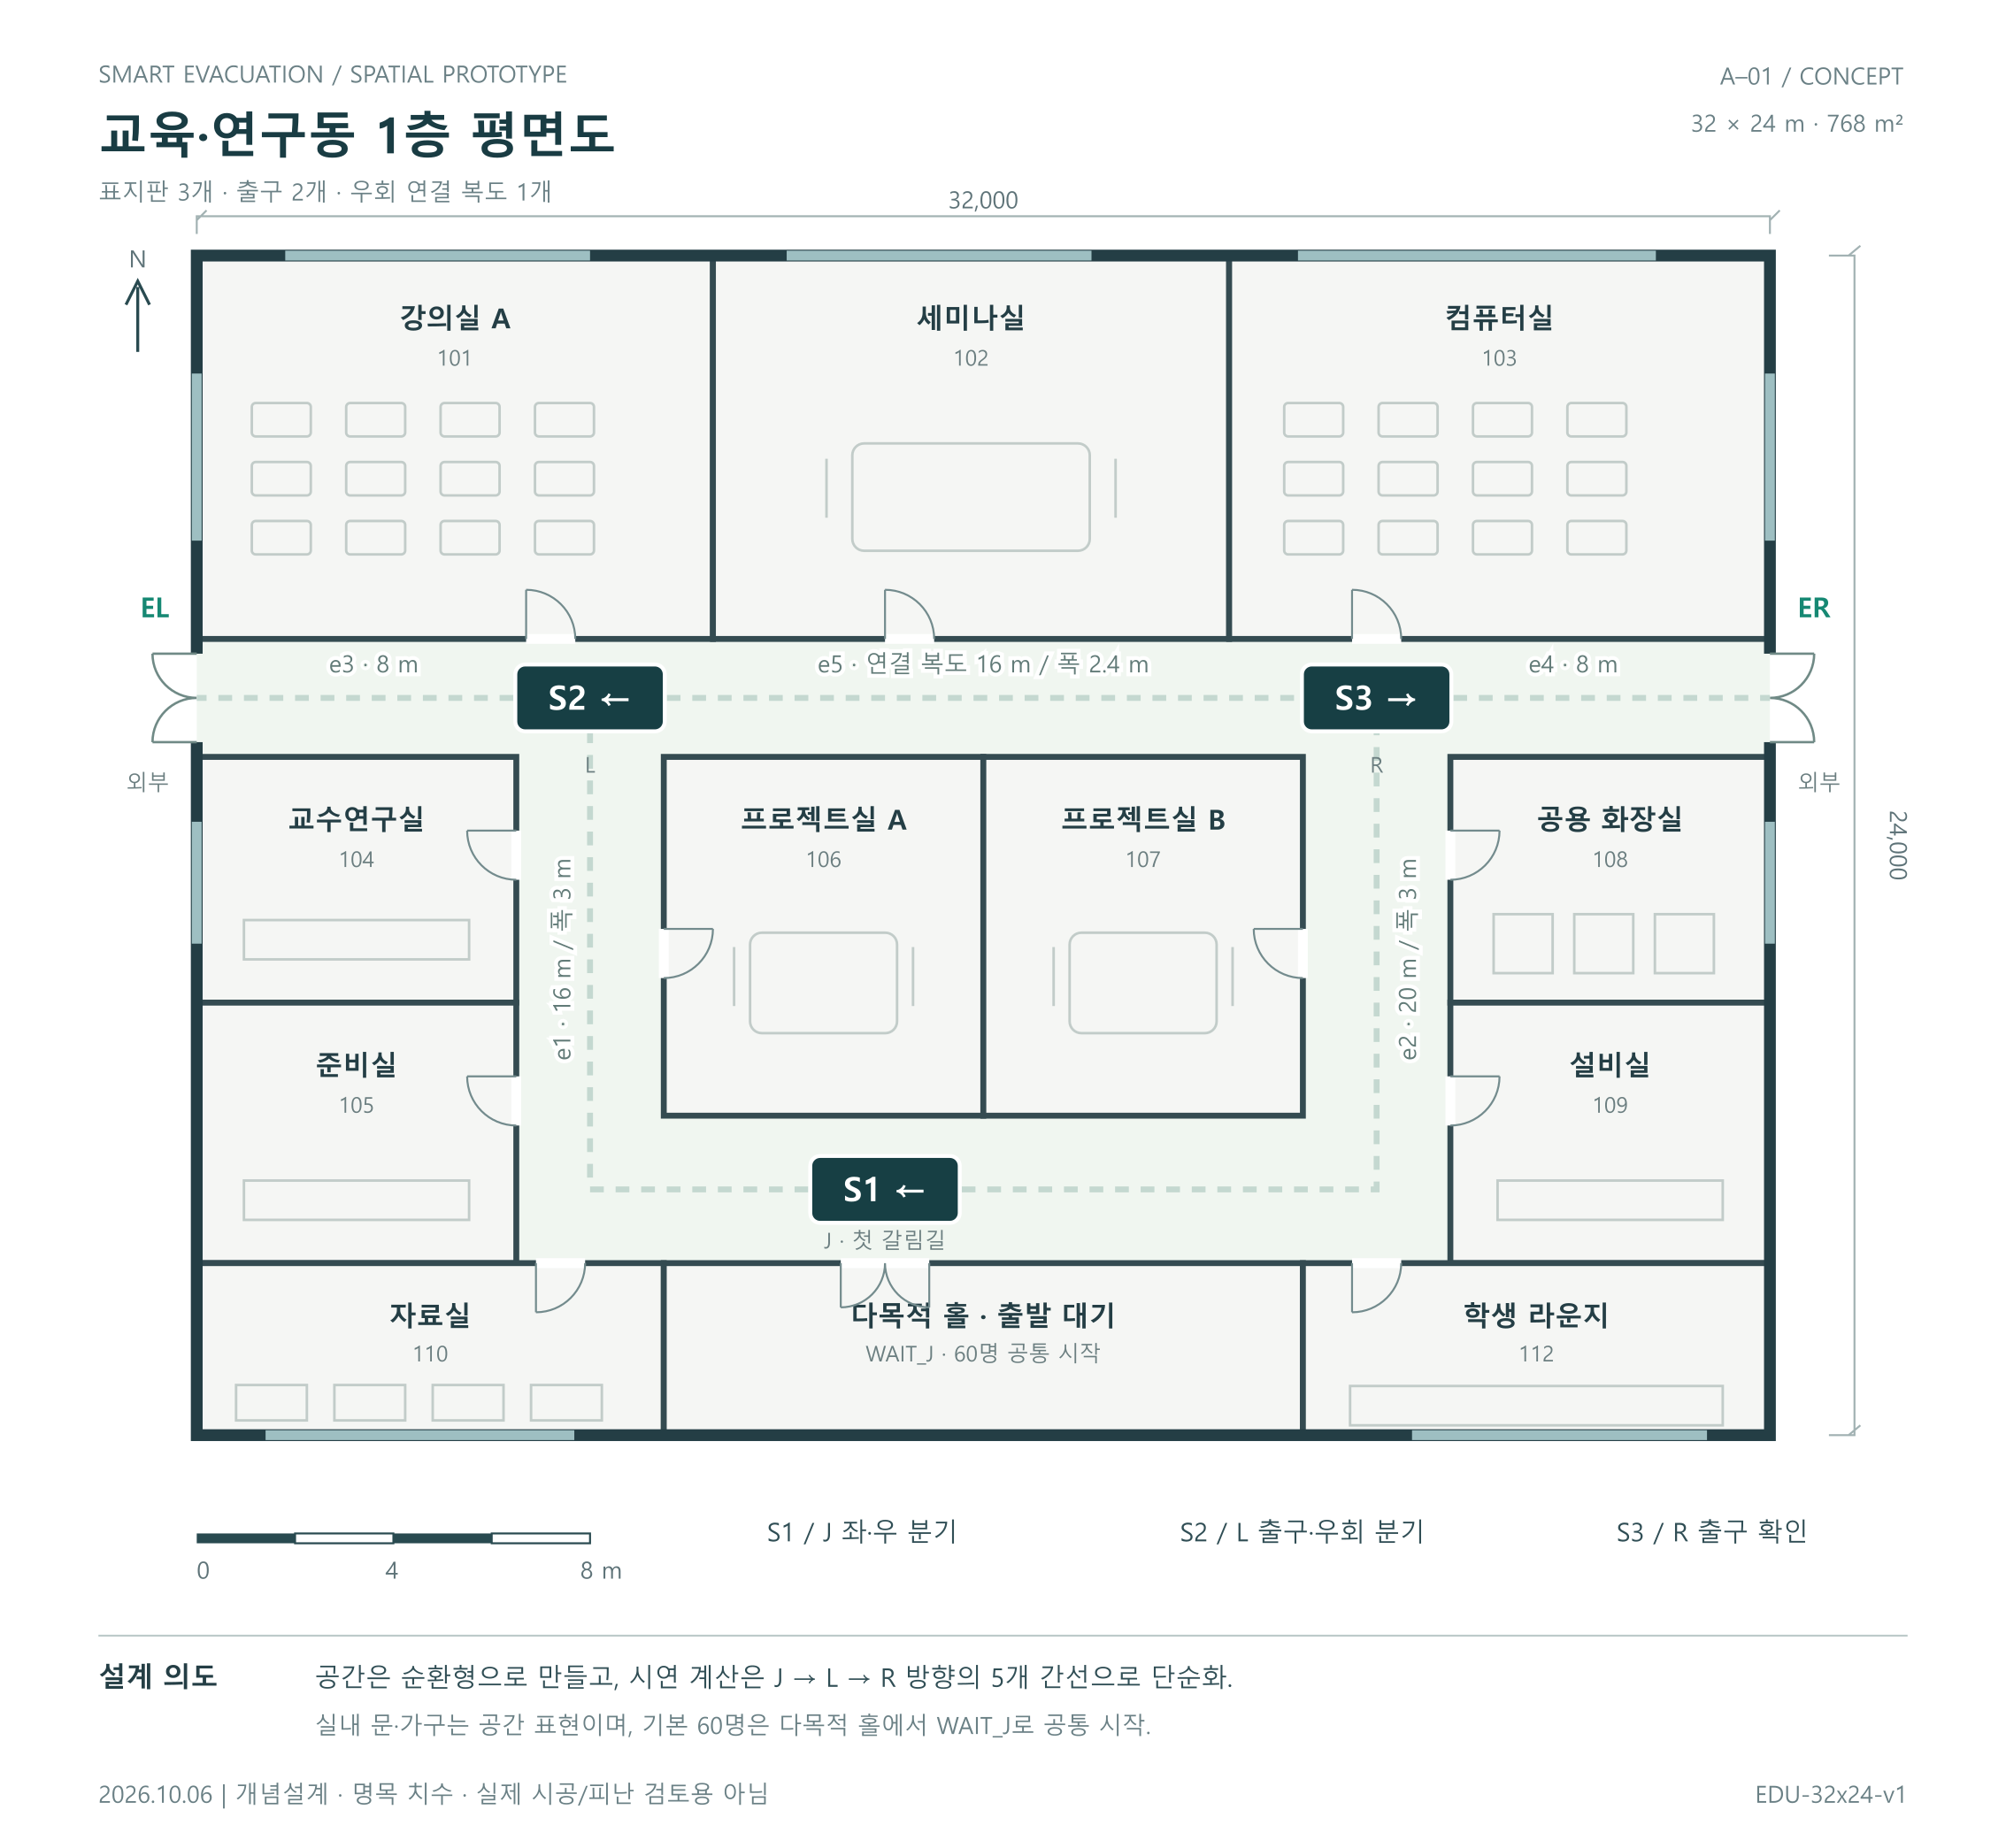 SMART EVACUATION / SPATIAL PROTOTYPE
A–01 / CONCEPT
교육·연구동 1층 평면도
32 × 24 m · 768 m²
표지판 3개 · 출구 2개 · 우회 연결 복도 1개
32,000
N
강의실 A
101
세미나실
102
컴퓨터실
103
EL
ER
e3 · 8 m
e5 · 연결 복도 16 m / 폭 2.4 m
e4 · 8 m
S2 ←
S3 →
L
R
외부
외부
24,000
교수연구실
104
프로젝트실 A
106
프로젝트실 B
107
공용 화장실
108
e1 · 16 m / 폭 3 m
e2 · 20 m / 폭 3 m
준비실
105
설비실
109
S1 ←
J · 첫 갈림길
자료실
110
다목적 홀 · 출발 대기
WAIT_J · 60명 공통 시작
학생 라운지
112
0 4 8 m
S1 / J 좌·우 분기
S2 / L 출구·우회 분기
S3 / R 출구 확인
설계 의도
공간은 순환형으로 만들고, 시연 계산은 J → L → R 방향의 5개 간선으로 단순화.
실내 문·가구는 공간 표현이며, 기본 60명은 다목적 홀에서 WAIT_J로 공통 시작.
2026.10.06 | 개념설계 · 명목 치수 · 실제 시공/피난 검토용 아님
EDU-32x24-v1